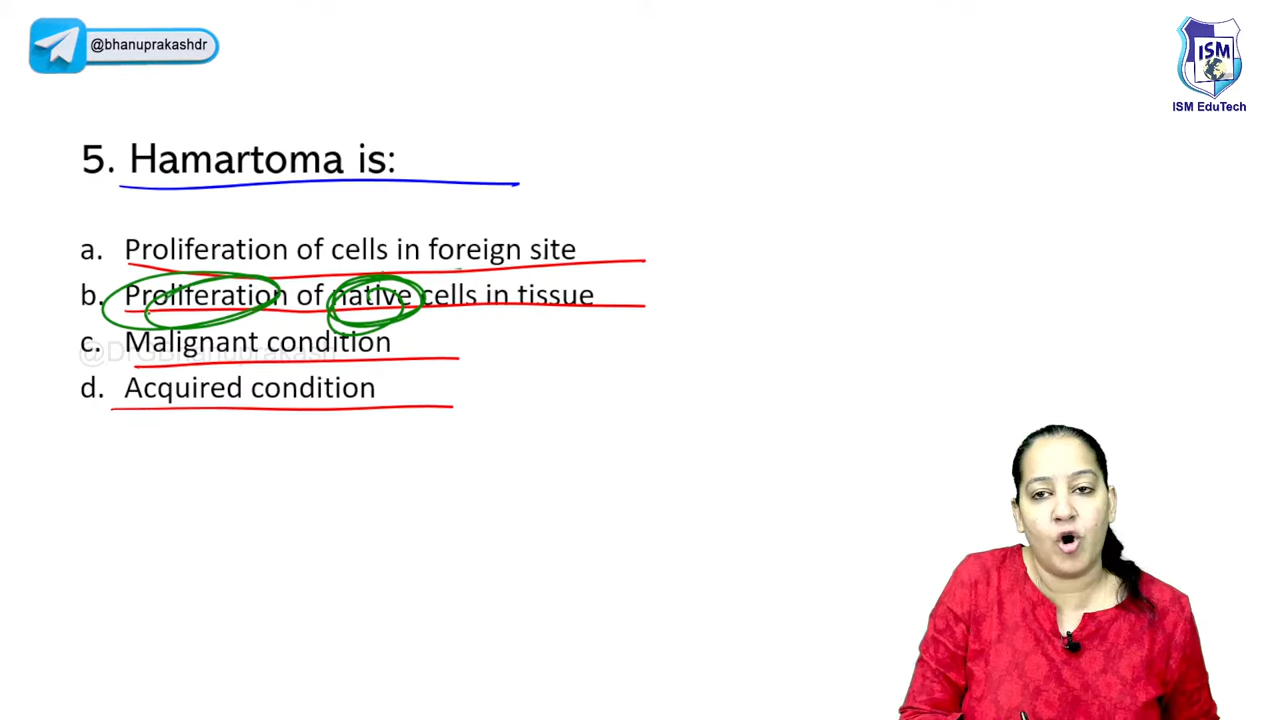 @bhanuprakashdr
ISM
ISM EduTech
5. Hamartoma is:
a. Proliferation of cells in foreign site
b. Proliferation of native cells in tissue
c. Malignant condition
@DrGBhanuprakash
d. Acquired condition